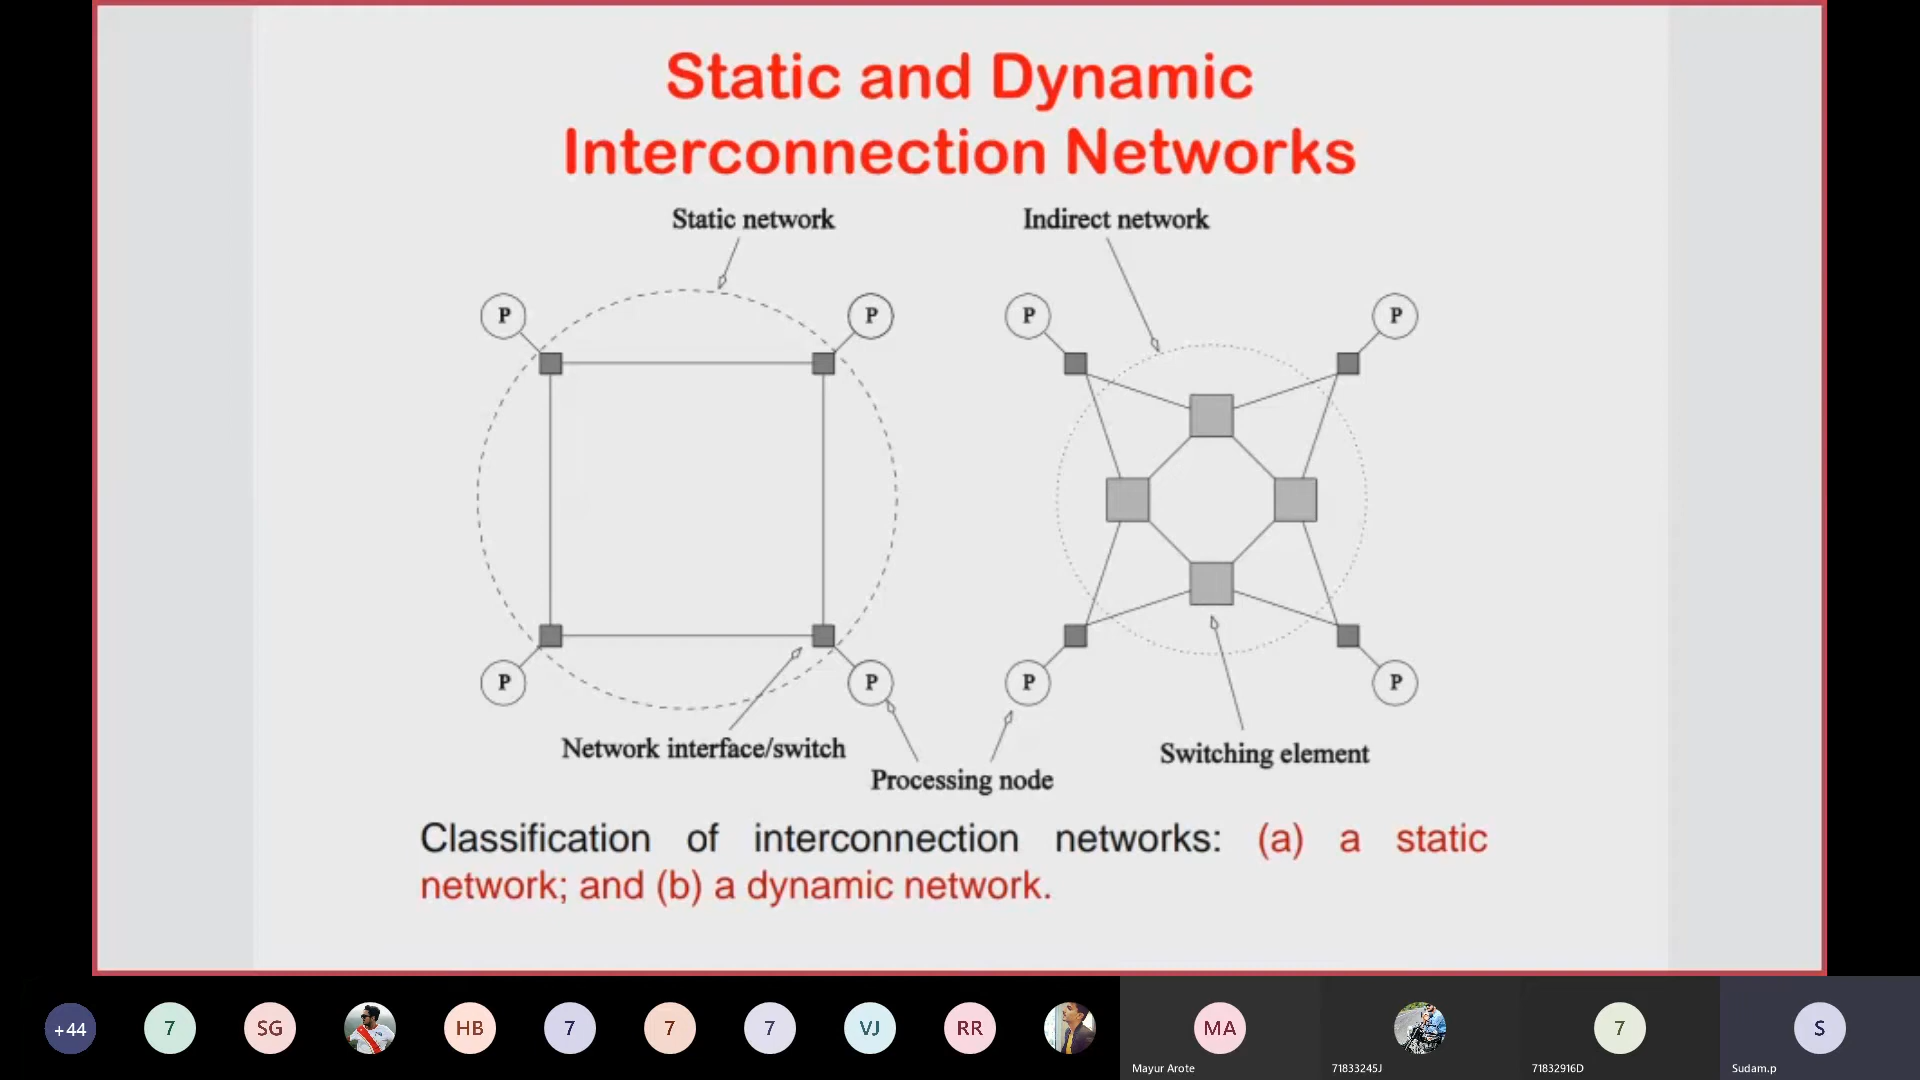 Static and Dynamic
Interconnection Networks
Static network
Indirect network
P
P
P
P
P
P
P
P
Network interface/switch
Processing node
Switching element
Classification of interconnection networks: (a) a static
network; and (b) a dynamic network.
+44
7
SG
HB
7
7
7
VJ
RR
MA
7
S
Mayur Arote
71833245J
71832916D
Sudam.p